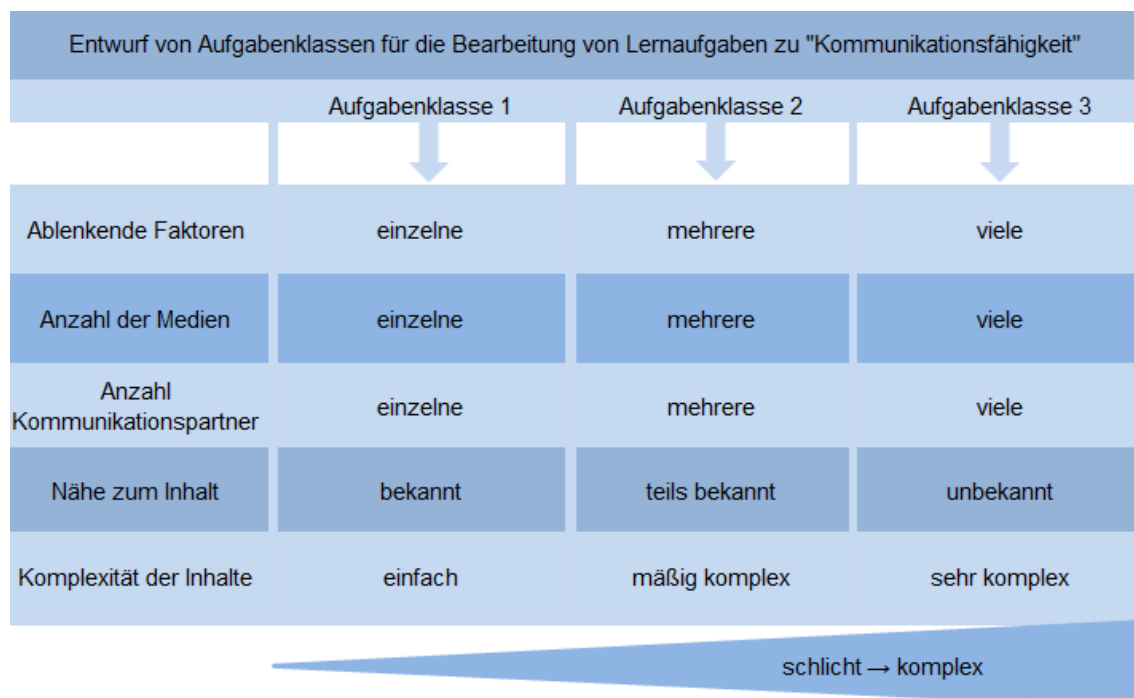 Entwurf von Aufgabenklassen für die Bearbeitung von Lernaufgaben zu "Kommunikationsfähigkeit"
Aufgabenklasse 1 Aufgabenklasse 2 Aufgabenklasse 3
Ablenkende Faktoren einzelne mehrere viele
Anzahl der Medien einzelne mehrere viele
Anzahl
Kommunikationspartner einzelne mehrere viele
Nähe zum Inhalt bekannt teils bekannt unbekannt
Komplexität der Inhalte einfach mäßig komplex sehr komplex
schlicht → komplex